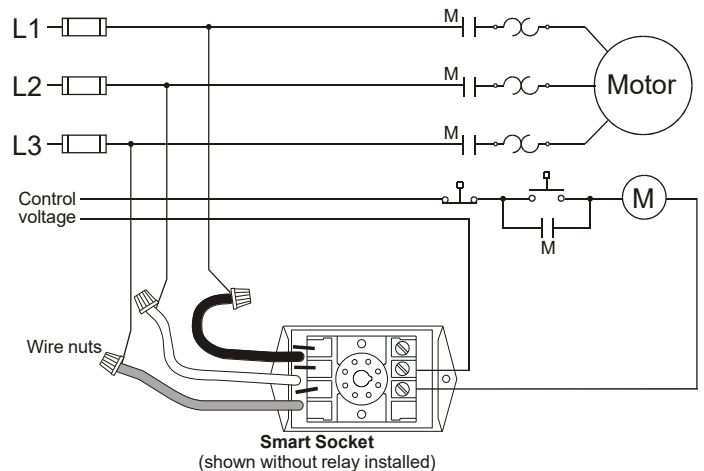 L1
M
L2
M
Motor
L3
M
Control
voltage
M
M
Wire nuts
Smart Socket
(shown without relay installed)